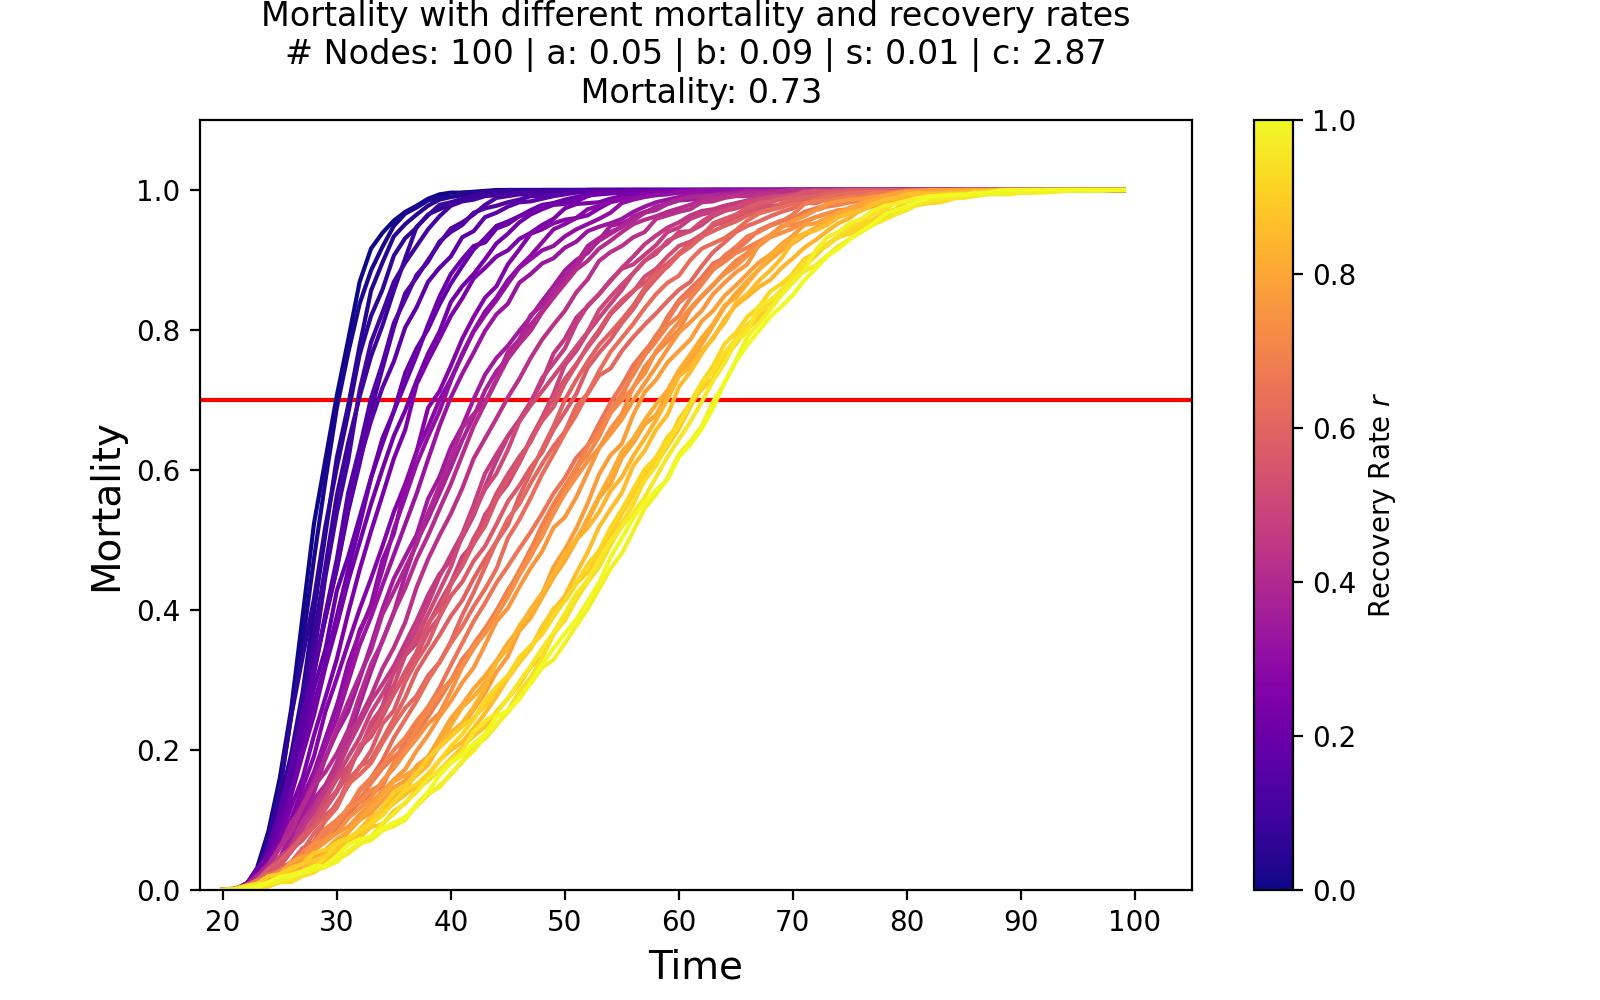 Mortality with different mortality and recovery rates
# Nodes: 100 | a: 0.05 | b: 0.09 | s: 0.01 | c: 2.87
Mortality: 0.73
Mortality
1.0
0.8
0.6
0.4
0.2
0.0
20 30 40 50 60 70 80 90 100
Time
1.0
0.8
0.6
0.4
0.2
0.0
Recovery Rate r